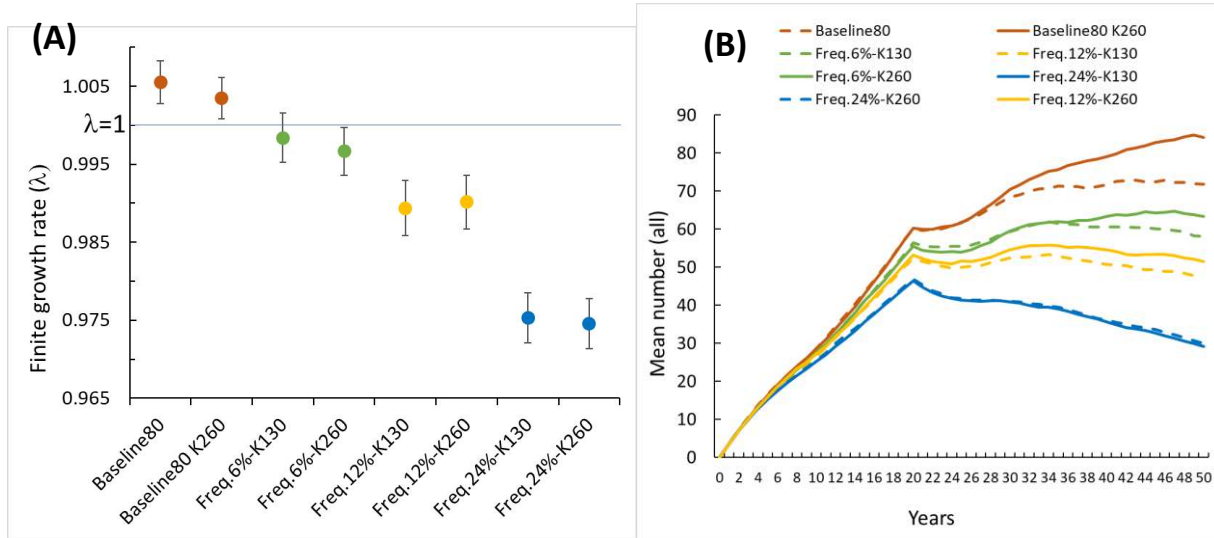 (A)
Finite growth rate (λ)
1.005
λ=1
0.995
0.985
0.975
0.965
Baseline80
Baseline80 K260
Freq.6%-K130
Freq.6%-K260
Freq.12%-K130
Freq.12%-K260
Freq.24%-K130
Freq.24%-K260
(B)
Baseline80
Baseline80 K260
Freq.6%-K130
Freq.12%-K130
Freq.6%-K260
Freq.24%-K130
Freq.24%-K260
Freq.12%-K260
Mean number (all)
90
80
70
60
50
40
30
20
10
0
0 2 4 6 8 10 12 14 16 18 20 22 24 26 28 30 32 34 36 38 40 42 44 46 48 50
Years